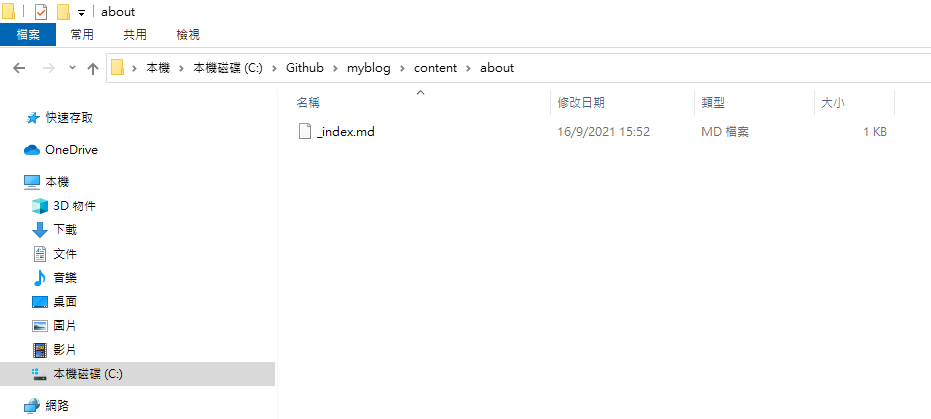 about
檔案 常用 共用 檢視
本機 本機磁碟 (C:) Github myblog content about
名稱 修改日期 類型 大小
_index.md 16/9/2021 15:52 MD 檔案 1 KB
快速存取
OneDrive
本機
3D 物件
下載
文件
音樂
桌面
圖片
影片
本機磁碟 (C:)
網路